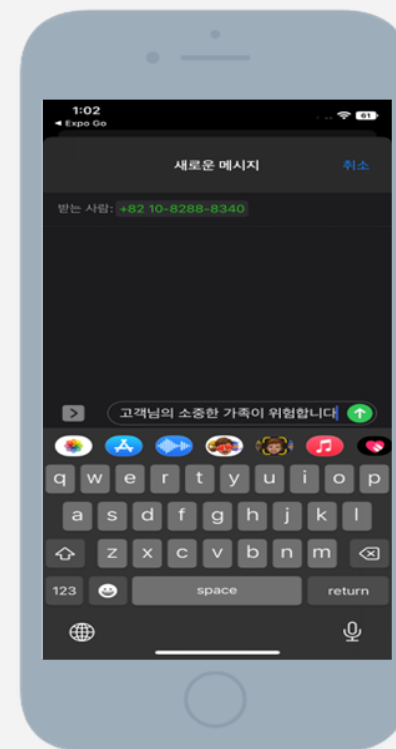 1:02
61
◀ Expo Go
새로운 메시지
취소
받는 사람: +82 10-8288-8340
고객님의 소중한 가족이 위험합니다
q w e r t y u i o p
a s d f g h j k l
z x c v b n m
123
space
return